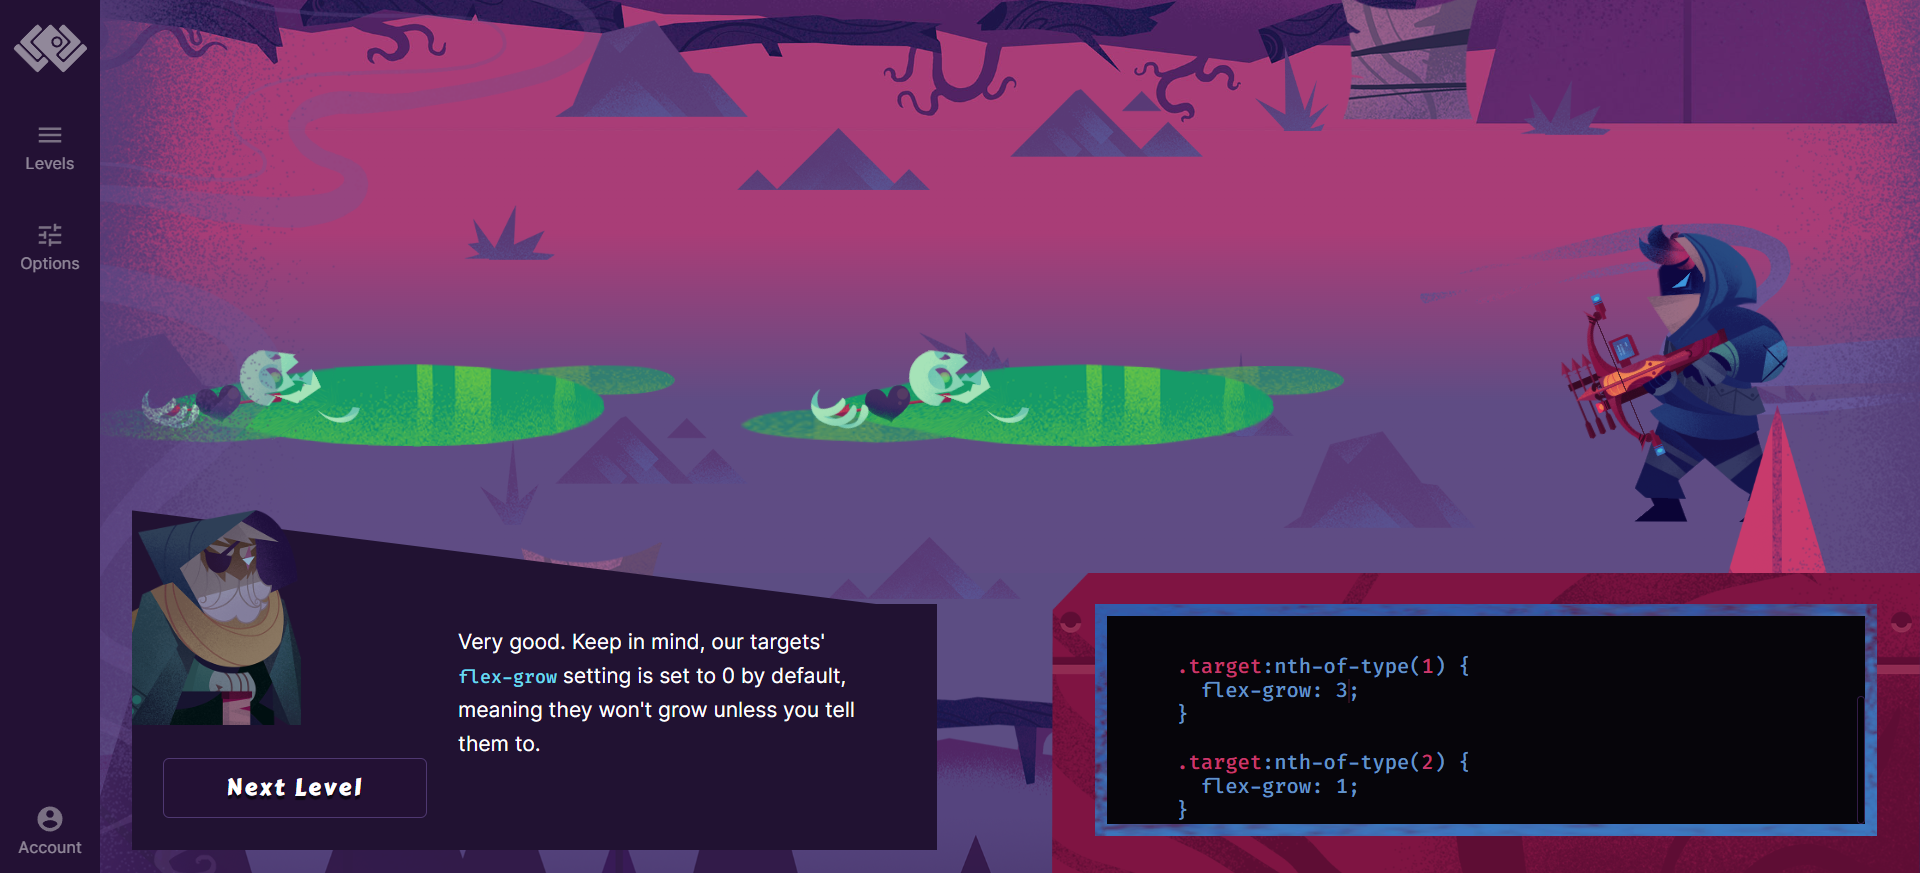 Levels
Options
Very good. Keep in mind, our targets'
flex-grow setting is set to 0 by default,
meaning they won't grow unless you tell
them to.
Next Level
.target:nth-of-type(1) {
flex-grow: 3;
}
.target:nth-of-type(2) {
flex-grow: 1;
}
Account